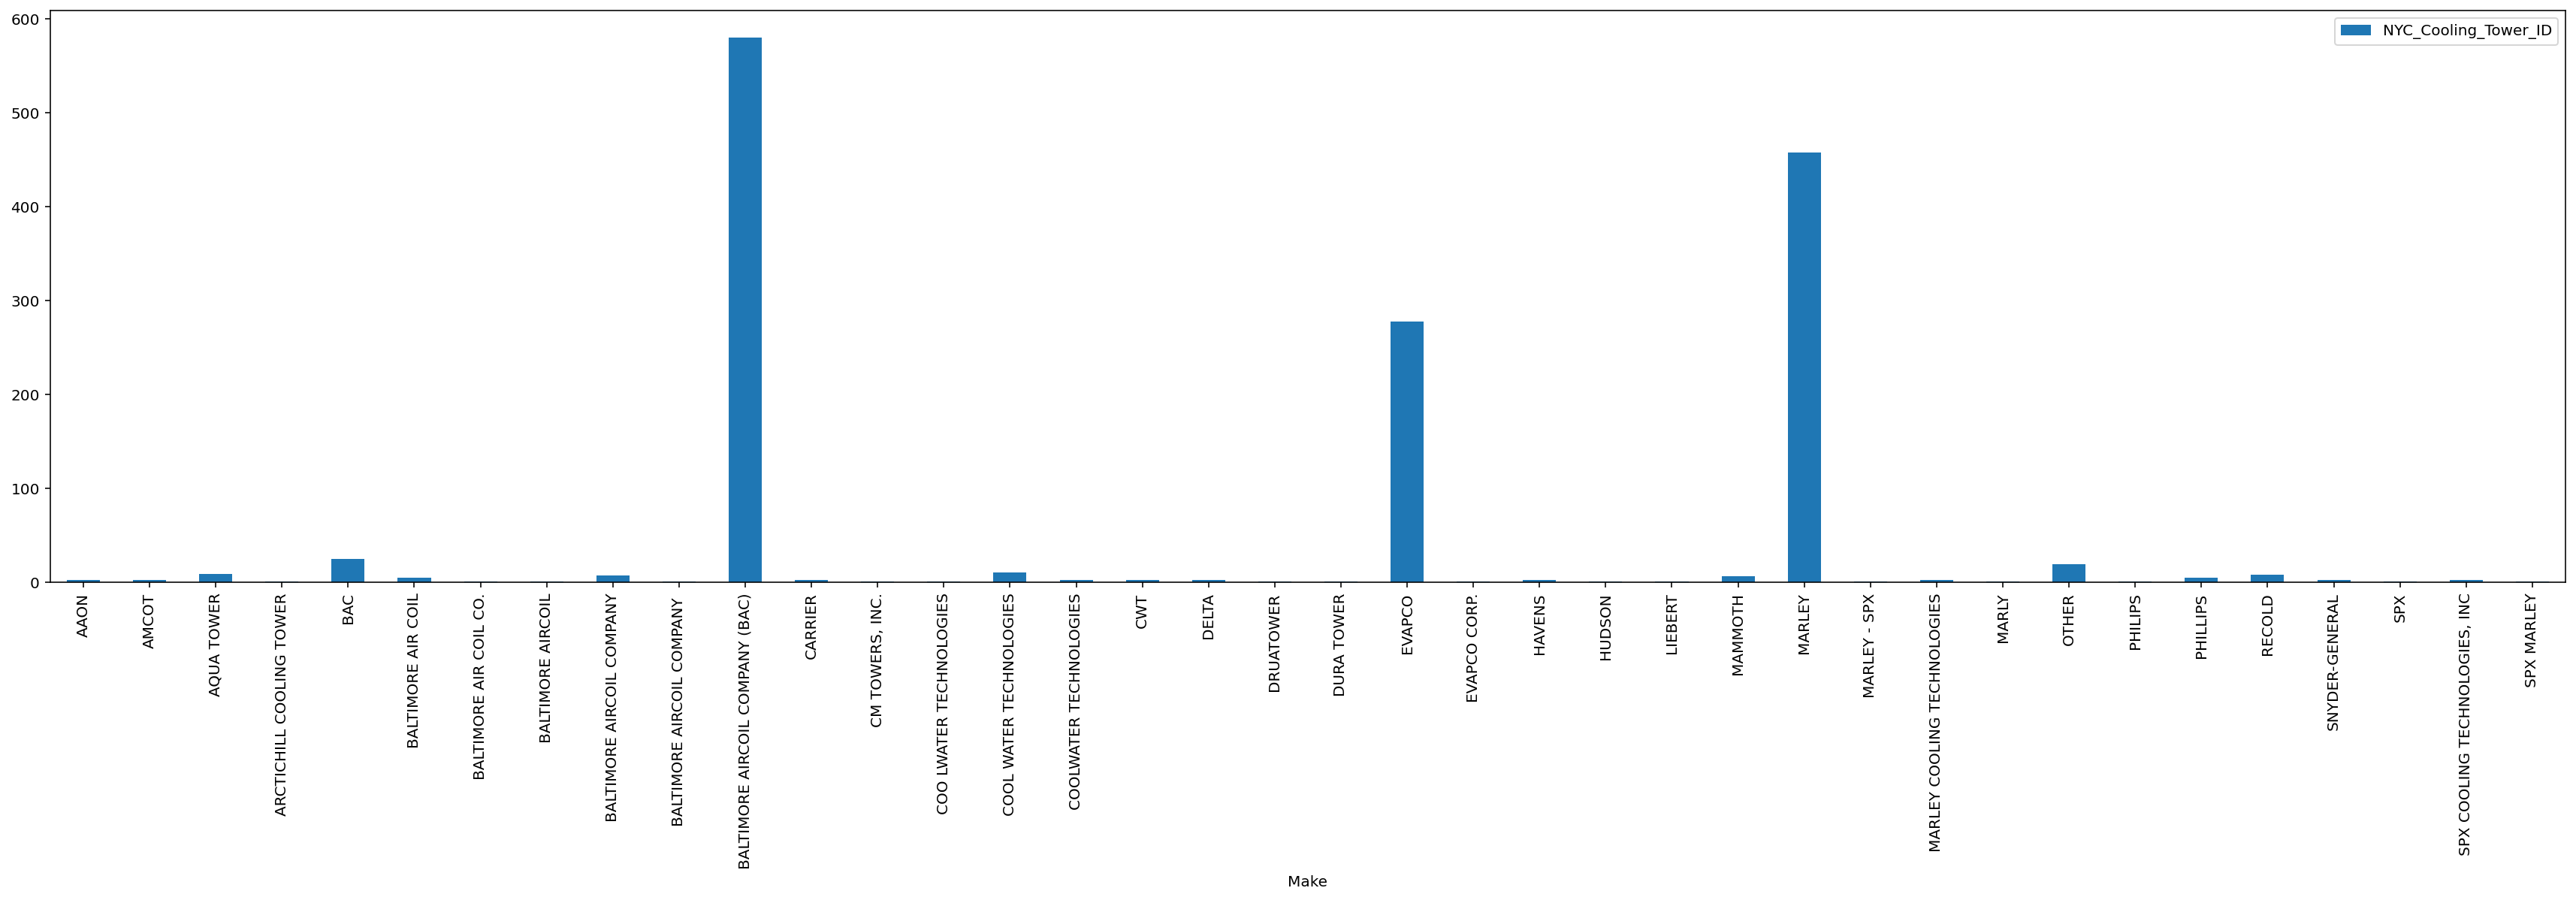 600
500
400
300
200
100
0
NYC_Cooling_Tower_ID
AAON
AMCOT
AQUA TOWER
ARCTICHILL COOLING TOWER
BAC
BALTIMORE AIR COIL
BALTIMORE AIR COIL CO.
BALTIMORE AIRCOIL
BALTIMORE AIRCOIL COMPANY
BALTIMORE AIRCOIL COMPANY
BALTIMORE AIRCOIL COMPANY (BAC)
CARRIER
CM TOWERS, INC.
COO LWATER TECHNOLOGIES
COOL WATER TECHNOLOGIES
COOLWATER TECHNOLOGIES
CWT
DELTA
DRUATOWER
DURA TOWER
EVAPCO
EVAPCO CORP.
HAVENS
HUDSON
LIEBERT
MAMMOTH
MARLEY
MARLEY - SPX
MARLEY COOLING TECHNOLOGIES
MARLY
OTHER
PHILIPS
PHILLIPS
RECOLD
SNYDER-GENERAL
SPX
SPX COOLING TECHNOLOGIES, INC
SPX MARLEY
Make